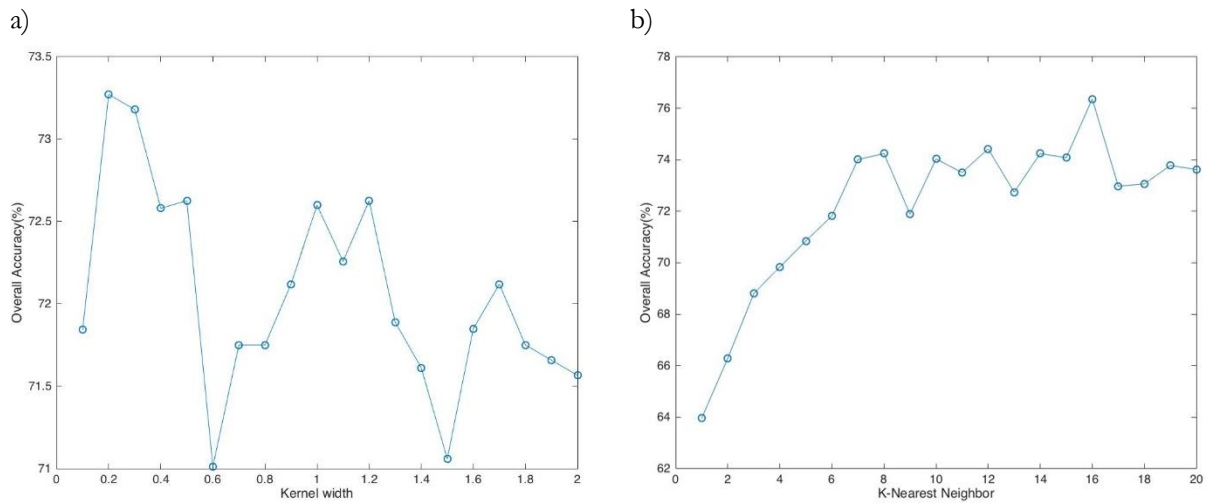 a)
73.5
73
72.5
72
71.5
71
Overall Accuracy(%)
0 0.2 0.4 0.6 0.8 1 1.2 1.4 1.6 1.8 2
Kernel width
b)
78
76
74
72
70
68
66
64
62
Overall Accuracy(%)
0 2 4 6 8 10 12 14 16 18 20
K-Nearest Neighbor